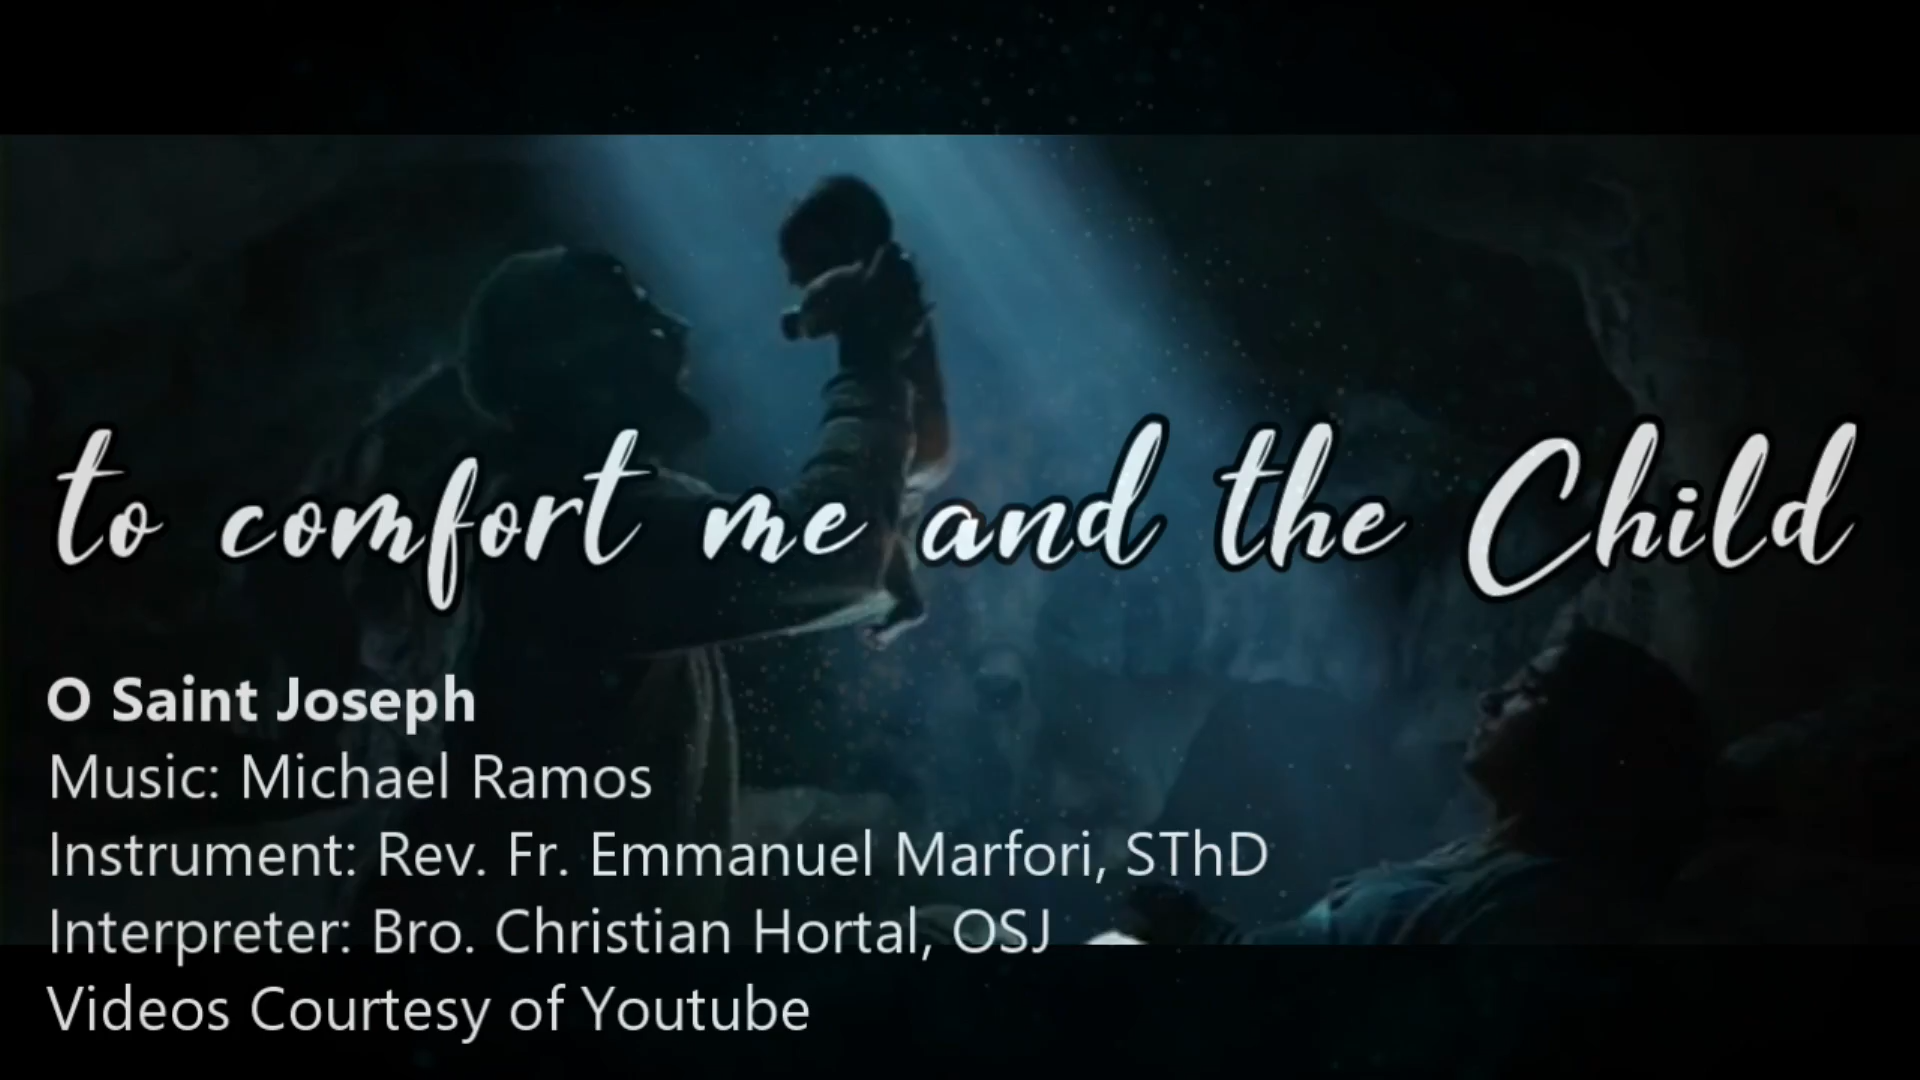 to comfort me and the Child
O Saint Joseph
Music: Michael Ramos
Instrument: Rev. Fr. Emmanuel Marfori, SThD
Interpreter: Bro. Christian Hortal, OSJ
Videos Courtesy of Youtube